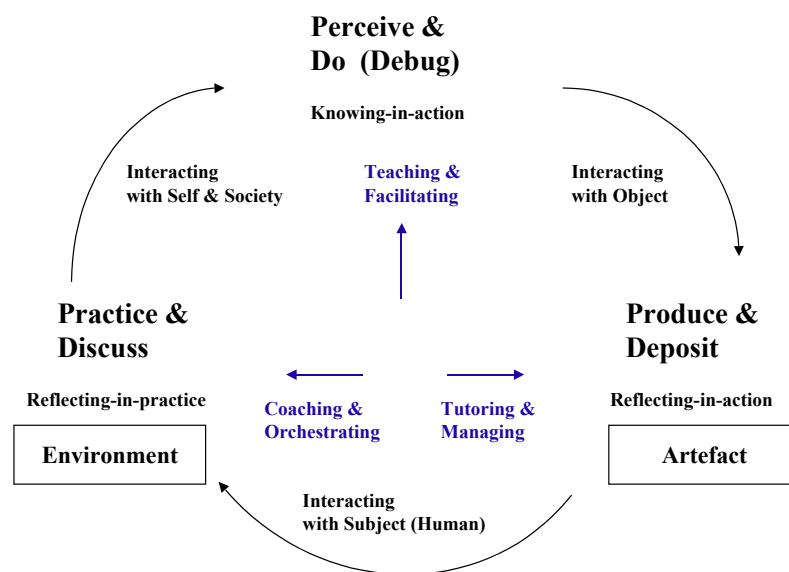 Perceive &
Do (Debug)
Knowing-in-action
Interacting
with Self & Society
Teaching &
Facilitating
Interacting
with Object
Practice &
Discuss
Produce &
Deposit
Reflecting-in-practice
Coaching &
Orchestrating
Tutoring &
Managing
Reflecting-in-action
Environment
Artefact
Interacting
with Subject (Human)